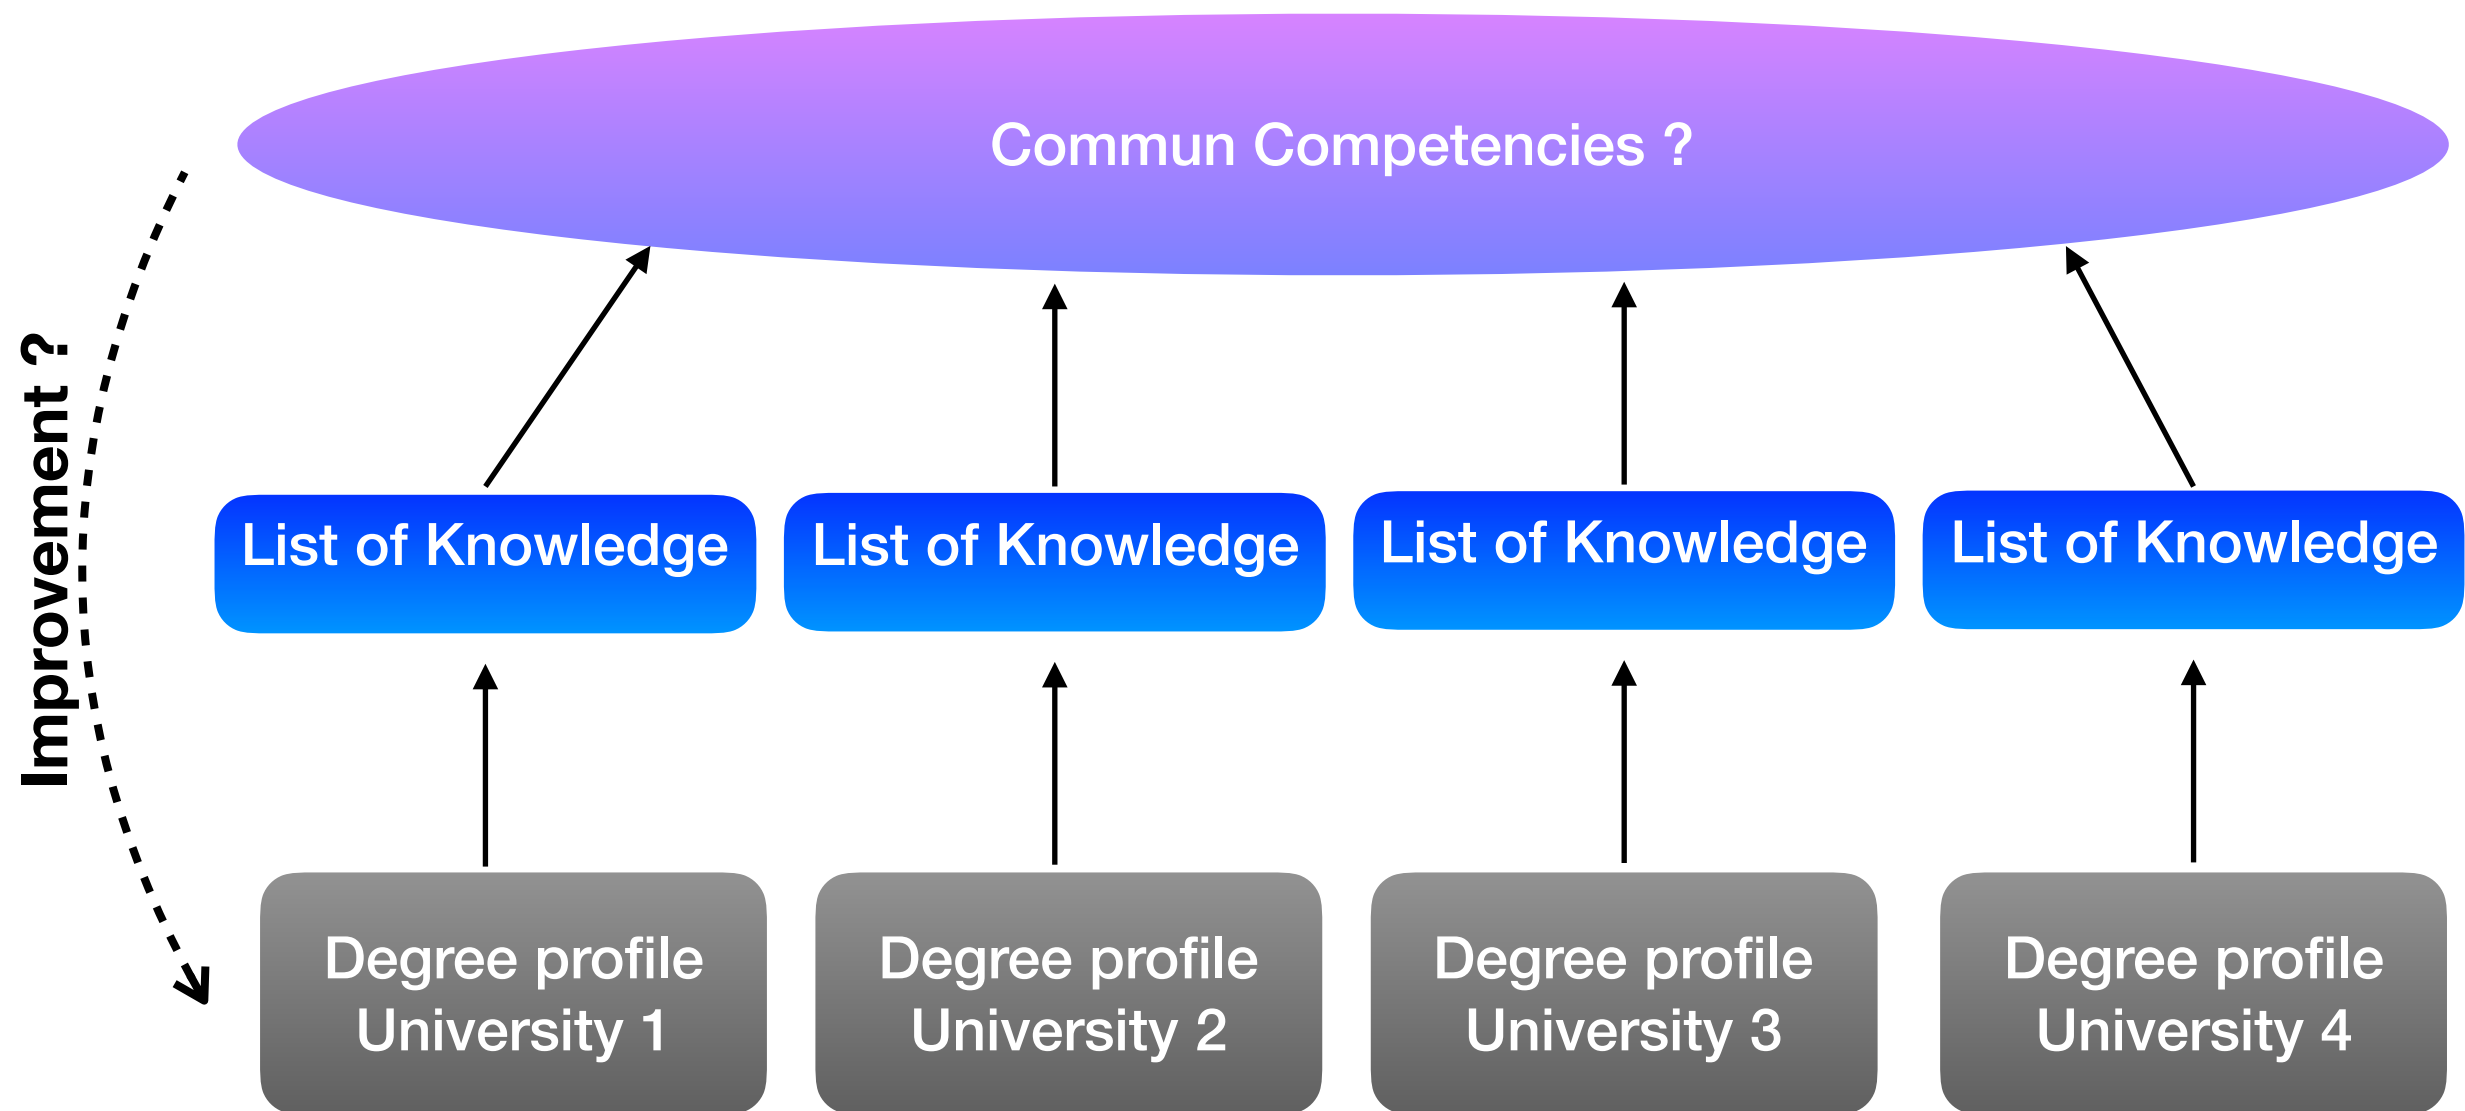 Commun Competencies ?
Improvement ?
List of Knowledge
List of Knowledge
List of Knowledge
List of Knowledge
Degree profile
University 1
Degree profile
University 2
Degree profile
University 3
Degree profile
University 4